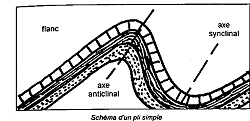 flanc
axe
synclinal
axe
anticlinal
Schéma d'un pli simple